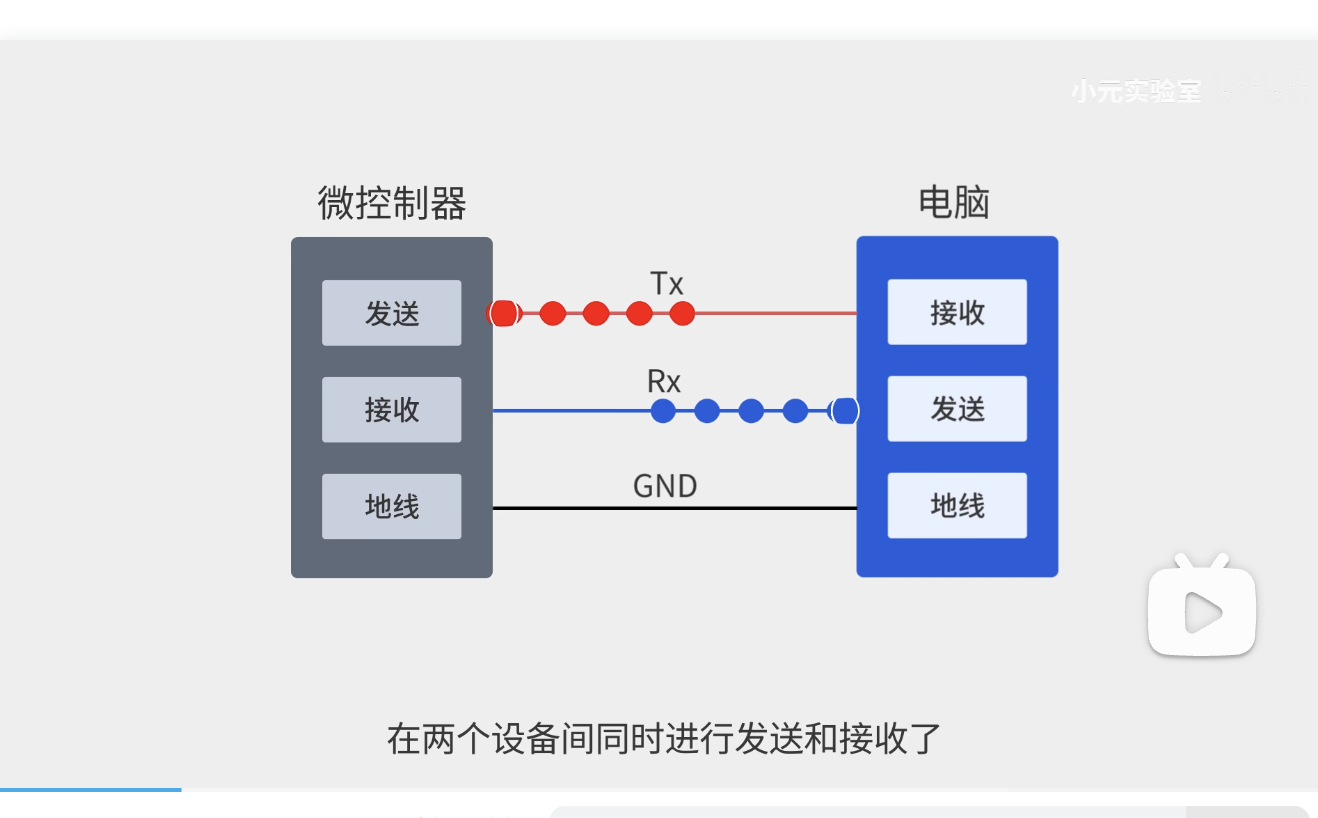 小元实验室
微控制器
电脑
发送
Tx
接收
接收
Rx
发送
地线
GND
地线
在两个设备间同时进行发送和接收了